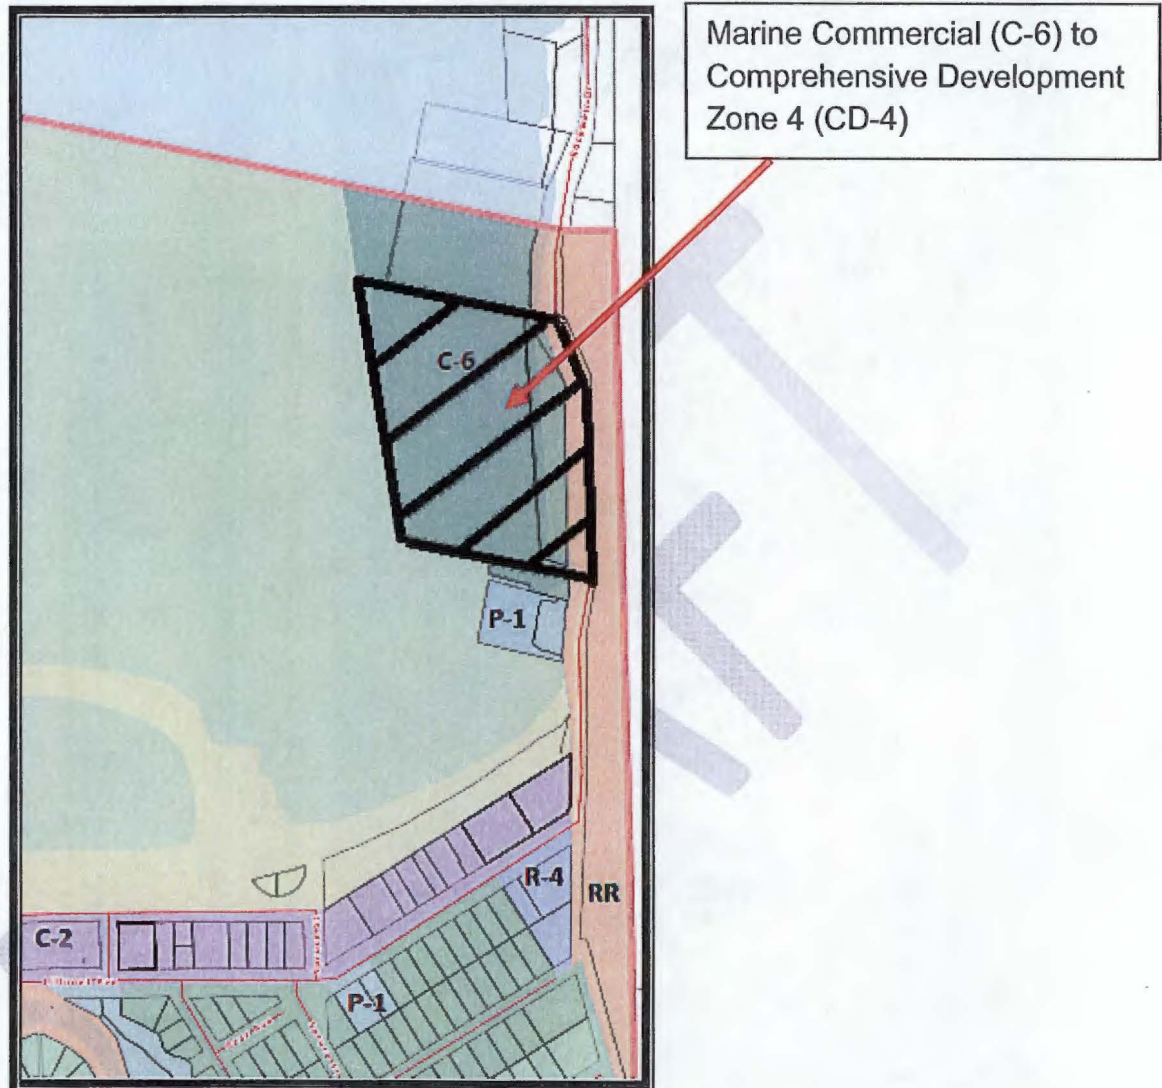 Marine Commercial (C-6) to
Comprehensive Development
Zone 4 (CD-4)
C-6
P-1
R-4
RR
C-2
P-1